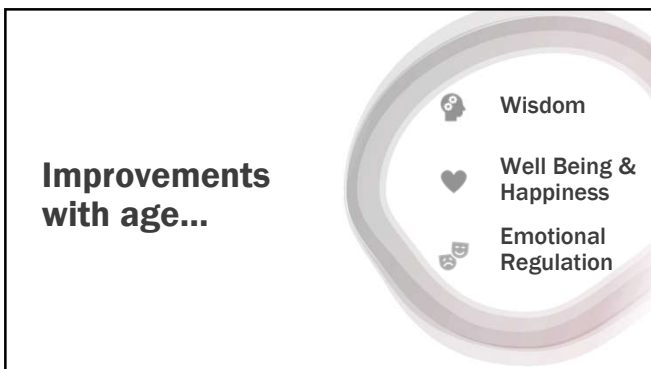 Improvements
with age...
Wisdom
Well Being &
Happiness
Emotional
Regulation